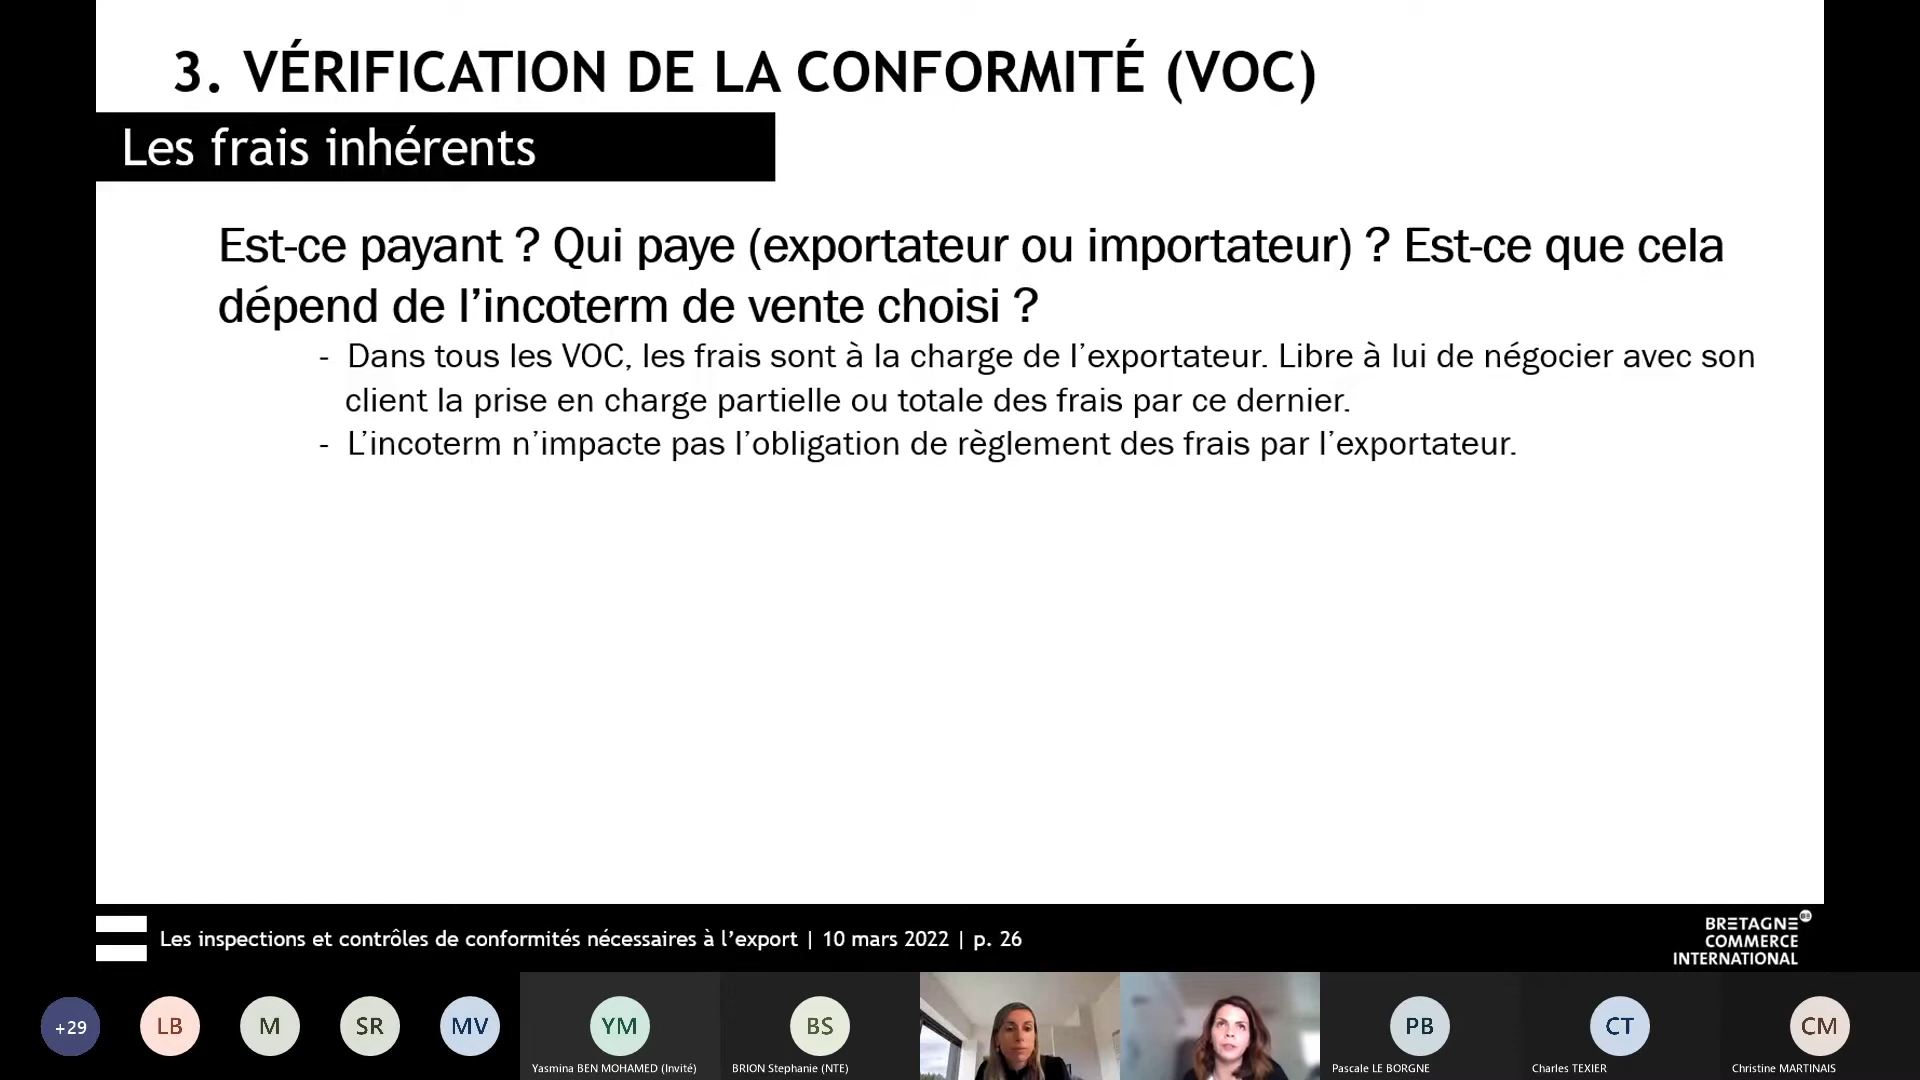 3. VÉRIFICATION DE LA CONFORMITÉ (VOC)
Les frais inhérents
Est-ce payant ? Qui paye (exportateur ou importateur) ? Est-ce que cela
dépend de l’incoterm de vente choisi ?
- Dans tous les VOC, les frais sont à la charge de l’exportateur. Libre à lui de négocier avec son
client la prise en charge partielle ou totale des frais par ce dernier.
- L’incoterm n’impacte pas l’obligation de règlement des frais par l’exportateur.
Les inspections et contrôles de conformités nécessaires à l’export | 10 mars 2022 | p. 26
BRETAGNE
COMMERCE
INTERNATIONAL
+29
LB
M
SR
MV
YM
BS
PB
CT
CM
Yasmina BEN MOHAMED (Invité)
BRION Stephanie (NTE)
Pascale LE BORGNE
Charles TEXIER
Christine MARTINAIS